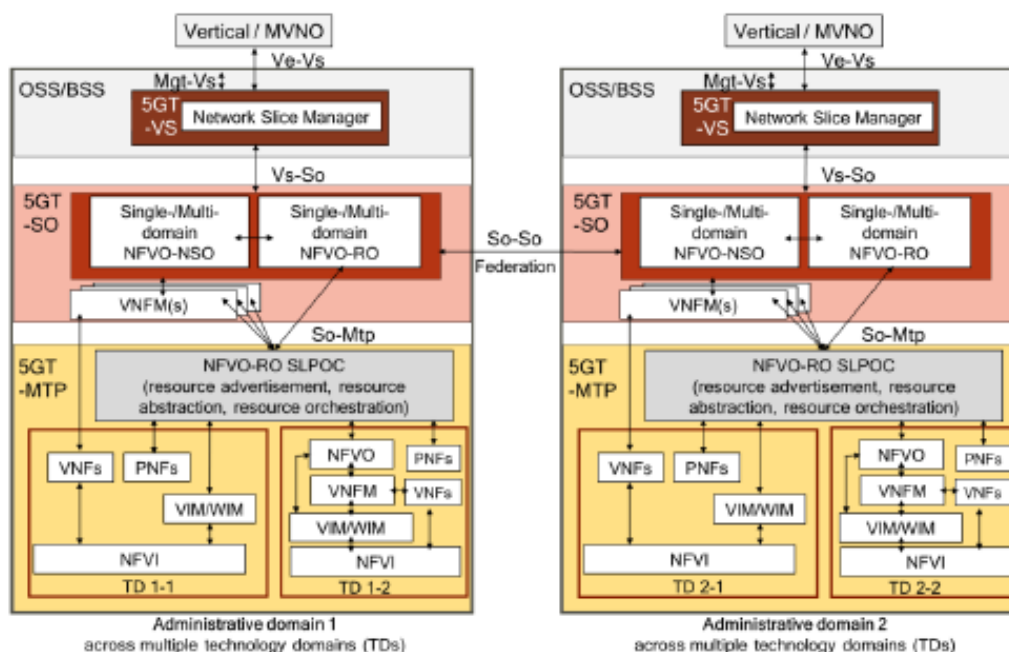 Vertical / MVNO
Ve-Vs
OSS/BSS
Mgt-Vs
5GT
-VS
Network Slice Manager
Vs-So
5GT
-SO
Single-/Multi-
domain
NFVO-NSO
Single-/Multi-
domain
NFVO-RO
VNFM(s)
So-Mtp
5GT
-MTP
NFVO-RO SLPOC
(resource advertisement, resource
abstraction, resource orchestration)
VNFs
PNFs
VIM/WIM
NFVI
TD 1-1
NFVO
PNFs
VNFM
VNFs
VIM/WIM
NFVI
TD 1-2
Administrative domain 1
across multiple technology domains (TDs)
So-So
Federation
Vertical / MVNO
Ve-Vs
OSS/BSS
Mgt-Vs
5GT
-VS
Network Slice Manager
Vs-So
5GT
-SO
Single-/Multi-
domain
NFVO-NSO
Single-/Multi-
domain
NFVO-RO
VNFM(s)
So-Mtp
5GT
-MTP
NFVO-RO SLPOC
(resource advertisement, resource
abstraction, resource orchestration)
VNFs
PNFs
VIM/WIM
NFVI
TD 2-1
NFVO
PNFs
VNFM
VNFs
VIM/WIM
NFVI
TD 2-2
Administrative domain 2
across multiple technology domains (TDs)